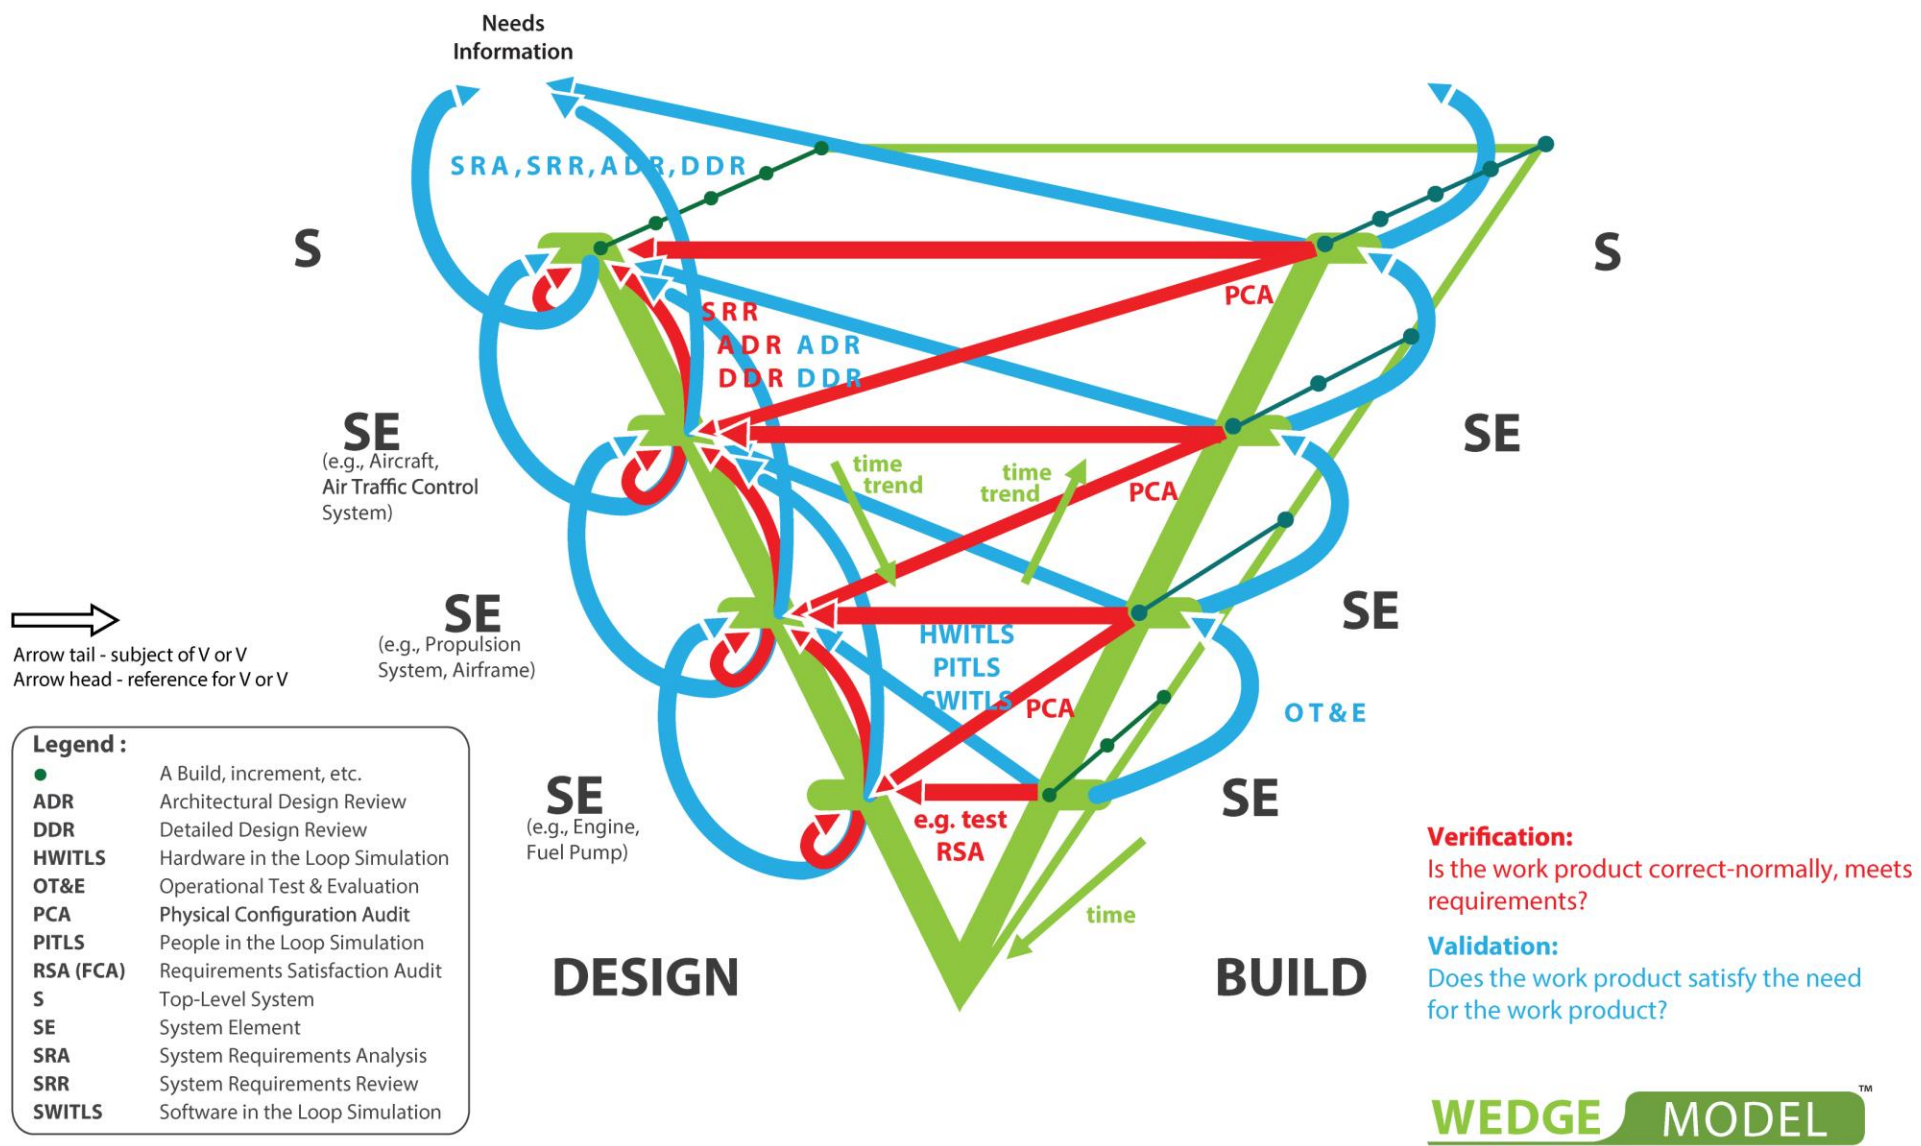 Needs
Information
SRA,SRR,ADR,DDR
S
S
PCA
SRR
ADR ADR
DDR DDR
SE
(e.g., Aircraft,
Air Traffic Control
System)
SE
time
trend
time
trend
PCA
SE
(e.g., Propulsion
System, Airframe)
SE
HWITLS
PITLS
SWITLS
PCA
OT&E
Arrow tail - subject of V or V
Arrow head - reference for V or V
SE
(e.g., Engine,
Fuel Pump)
SE
e.g. test
RSA
time
DESIGN
BUILD
Legend :
A Build, increment, etc.
ADR Architectural Design Review
DDR Detailed Design Review
HWITLS Hardware in the Loop Simulation
OT&E Operational Test & Evaluation
PCA Physical Configuration Audit
PITLS People in the Loop Simulation
RSA (FCA) Requirements Satisfaction Audit
S Top-Level System
SE System Element
SRA System Requirements Analysis
SRR System Requirements Review
SWITLS Software in the Loop Simulation
Verification:
Is the work product correct-normally, meets
requirements?
Validation:
Does the work product satisfy the need
for the work product?
WEDGE MODEL™